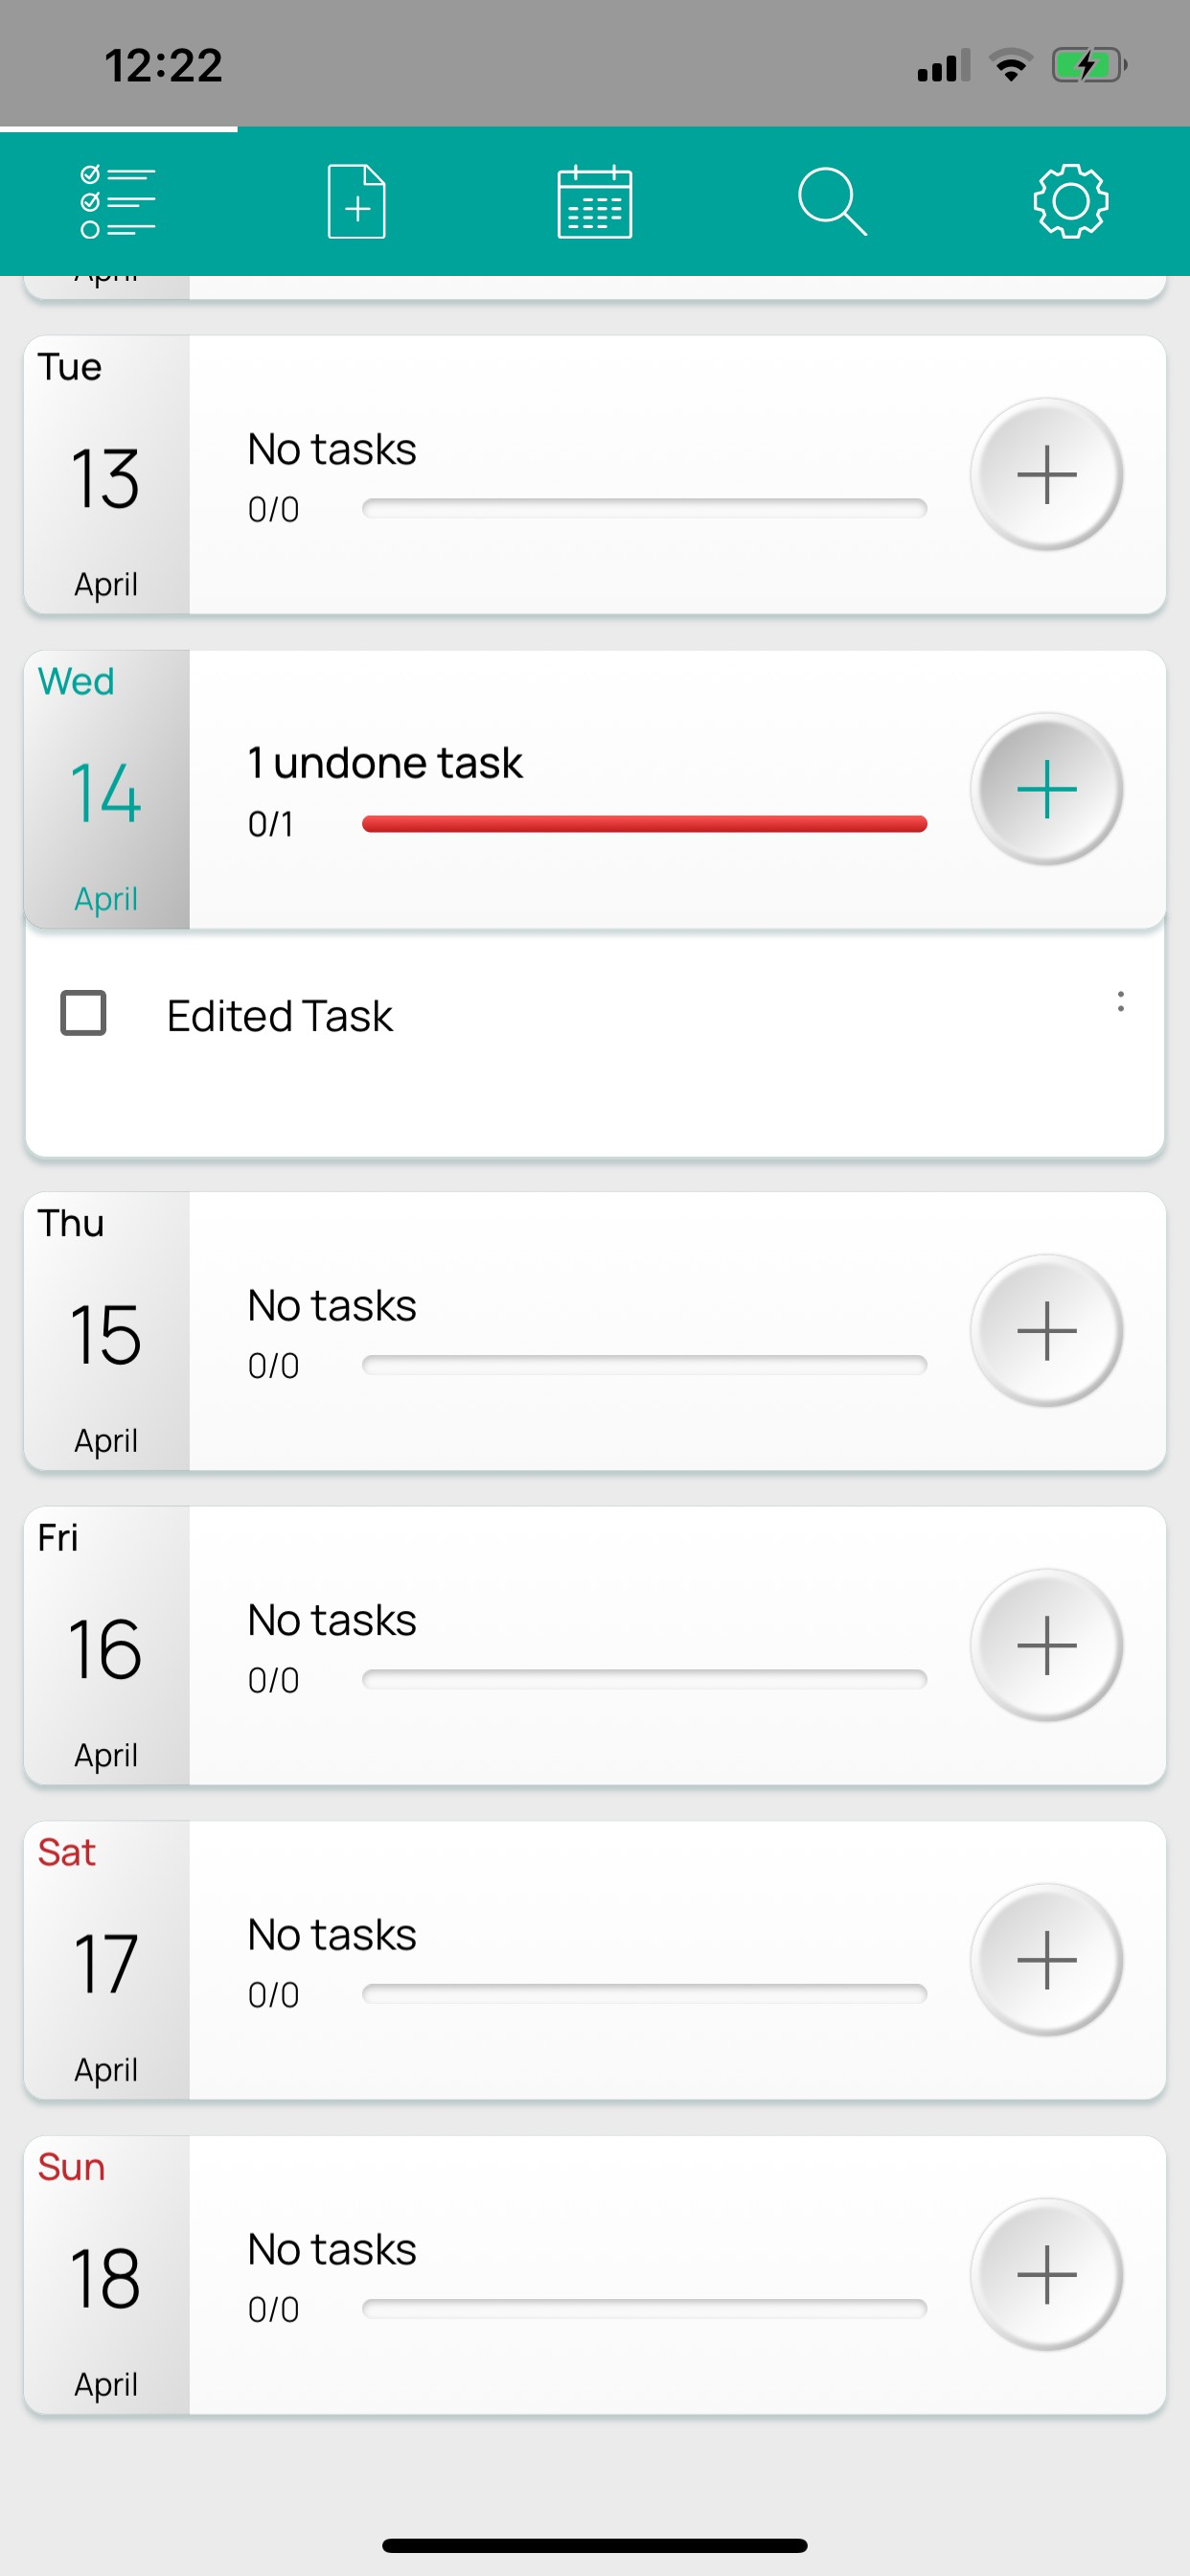 12:22
April
Tue
13
April
No tasks
0/0
Wed
14
April
1 undone task
0/1
Edited Task
Thu
15
April
No tasks
0/0
Fri
16
April
No tasks
0/0
Sat
17
April
No tasks
0/0
Sun
18
April
No tasks
0/0